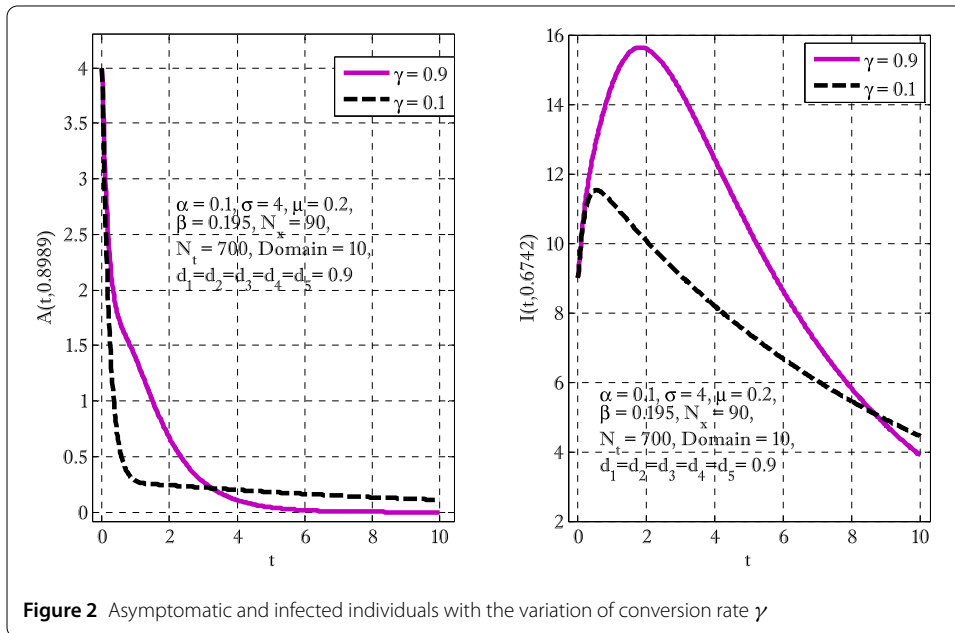 4
3.5
3
2.5
2
1.5
1
0.5
0
0 2 4 6 8 10
A(t,0.8989)
t
γ = 0.9
γ = 0.1
α = 0.1, σ = 4, μ = 0.2,
β = 0.195, N_x = 90,
N_t = 700, Domain = 10,
d_1=d_2=d_3=d_4=d_5= 0.9
16
14
12
10
8
6
4
2
0 2 4 6 8 10
I(t,0.6742)
t
γ = 0.9
γ = 0.1
α = 0.1, σ = 4, μ = 0.2,
β = 0.195, N_x = 90,
N_t = 700, Domain = 10,
d_1=d_2=d_3=d_4=d_5= 0.9
Figure 2 Asymptomatic and infected individuals with the variation of conversion rate γ